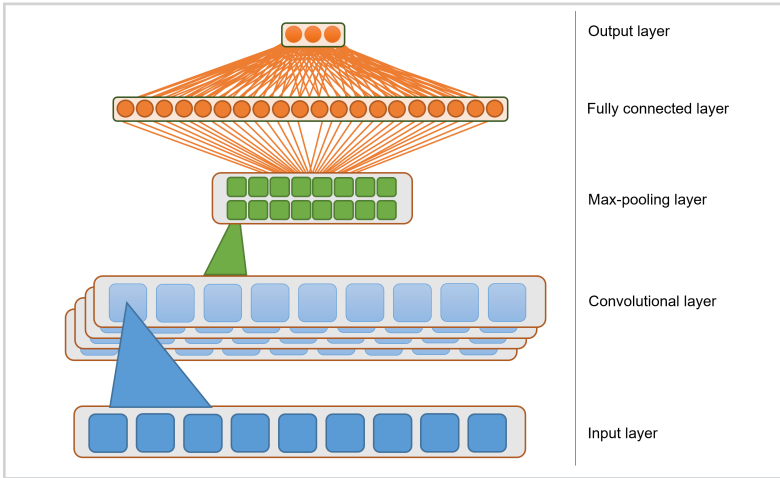 Output layer
Fully connected layer
Max-pooling layer
Convolutional layer
Input layer